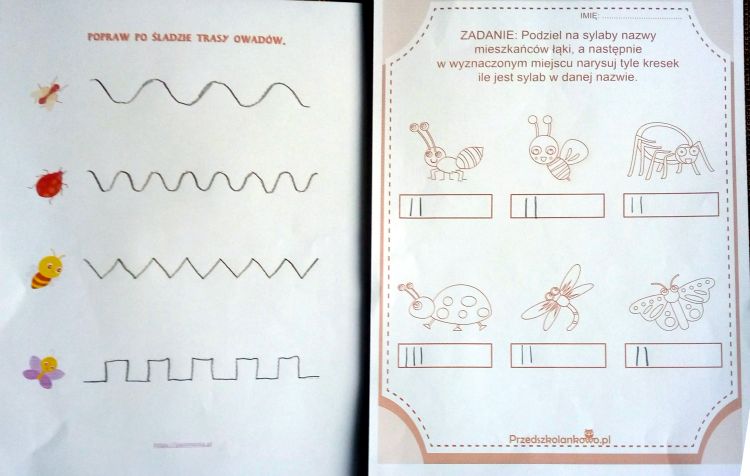 POPRAW PO ŚLADZIE TRASY OWADÓW.
IMIĘ:
ZADANIE: Podziel na sylaby nazwy
mieszkańców łąki, a następnie
w wyznaczonym miejscu narysuj tyle kresek
ile jest sylab w danej nazwie.
Przedszkolankowo.pl